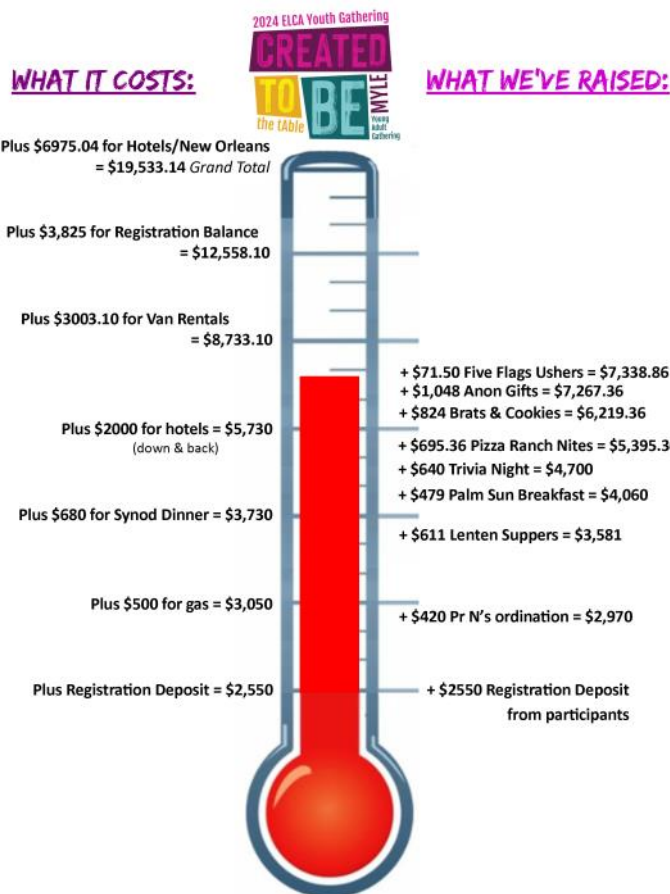 2024 ELCA Youth Gathering
CREATED
TO BE
the tAble
MYLE
Young
Adult
Gathering
WHAT IT COSTS:
Plus $6975.04 for Hotels/New Orleans
= $19,533.14 Grand Total
Plus $3,825 for Registration Balance
= $12,558.10
Plus $3003.10 for Van Rentals
= $8,733.10
Plus $2000 for hotels = $5,730
(down & back)
Plus $680 for Synod Dinner = $3,730
Plus $500 for gas = $3,050
Plus Registration Deposit = $2,550
WHAT WE'VE RAISED:
+ $71.50 Five Flags Ushers = $7,338.86
+ $1,048 Anon Gifts = $7,267.36
+ $824 Brats & Cookies = $6,219.36
+ $695.36 Pizza Ranch Nites = $5,395.3
+ $640 Trivia Night = $4,700
+ $479 Palm Sun Breakfast = $4,060
+ $611 Lenten Suppers = $3,581
+ $420 Pr N’s ordination = $2,970
+ $2550 Registration Deposit
from participants